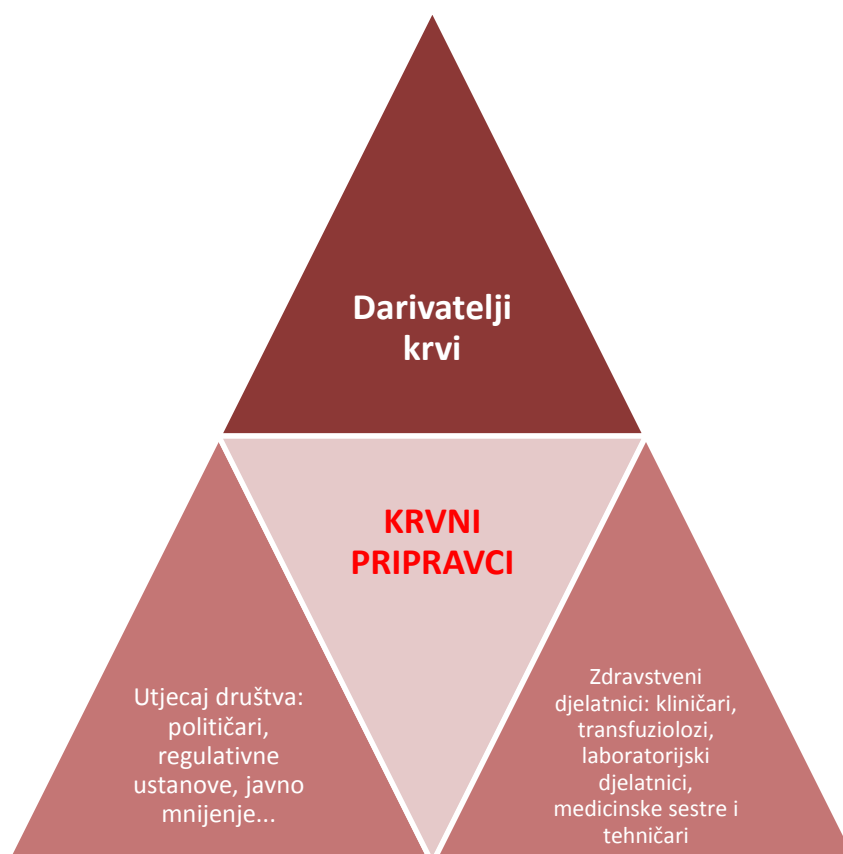 Darivatelji
krvi
KRVNI
PRIPRAVCI
Utjecaj društva:
političari,
regulativne
ustanove, javno
mnijenje...
Zdravstveni
djelatnici: kliničari,
transfuziolozi,
laboratorijski
djelatnici,
medicinske sestre i
tehničari